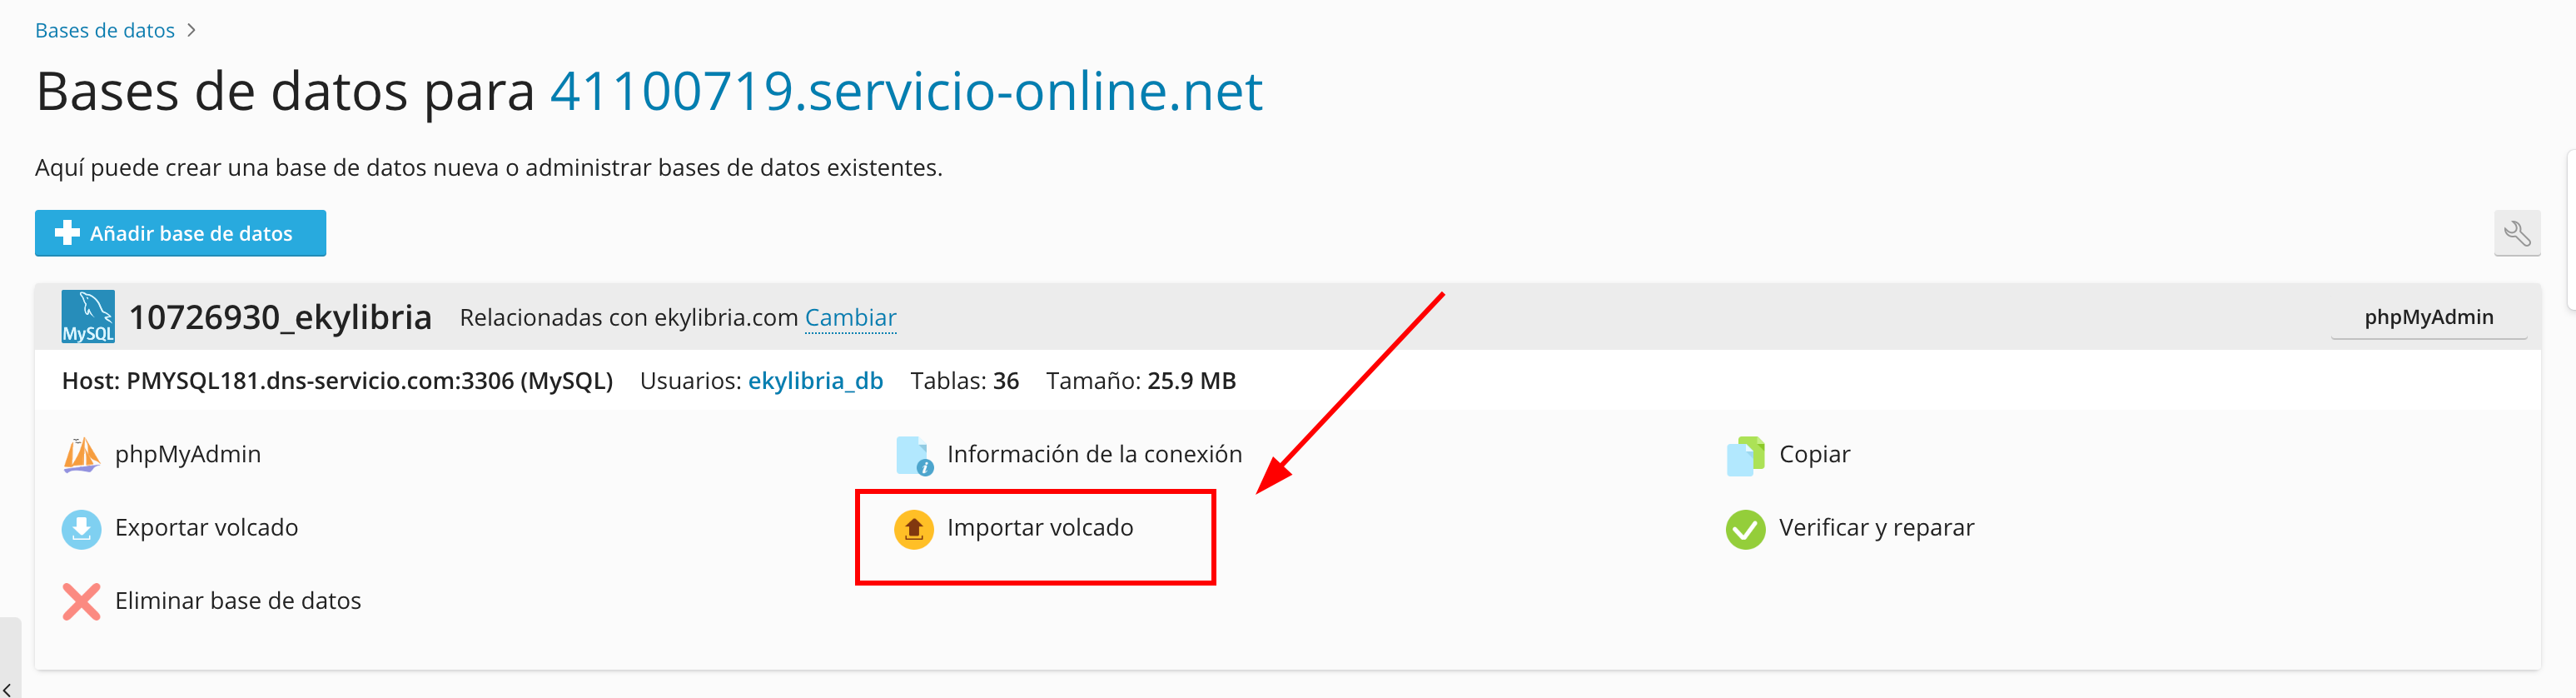 Bases de datos >
Bases de datos para 41100719.servicio-online.net
Aquí puede crear una base de datos nueva o administrar bases de datos existentes.
Añadir base de datos
MySQL 10726930_ekylibria Relacionadas con ekylibria.com Cambiar phpMyAdmin
Host: PMYSQL181.dns-servicio.com:3306 (MySQL) Usuarios: ekylibria_db Tablas: 36 Tamaño: 25.9 MB
phpMyAdmin Información de la conexión Copiar
Exportar volcado Importar volcado Verificar y reparar
Eliminar base de datos